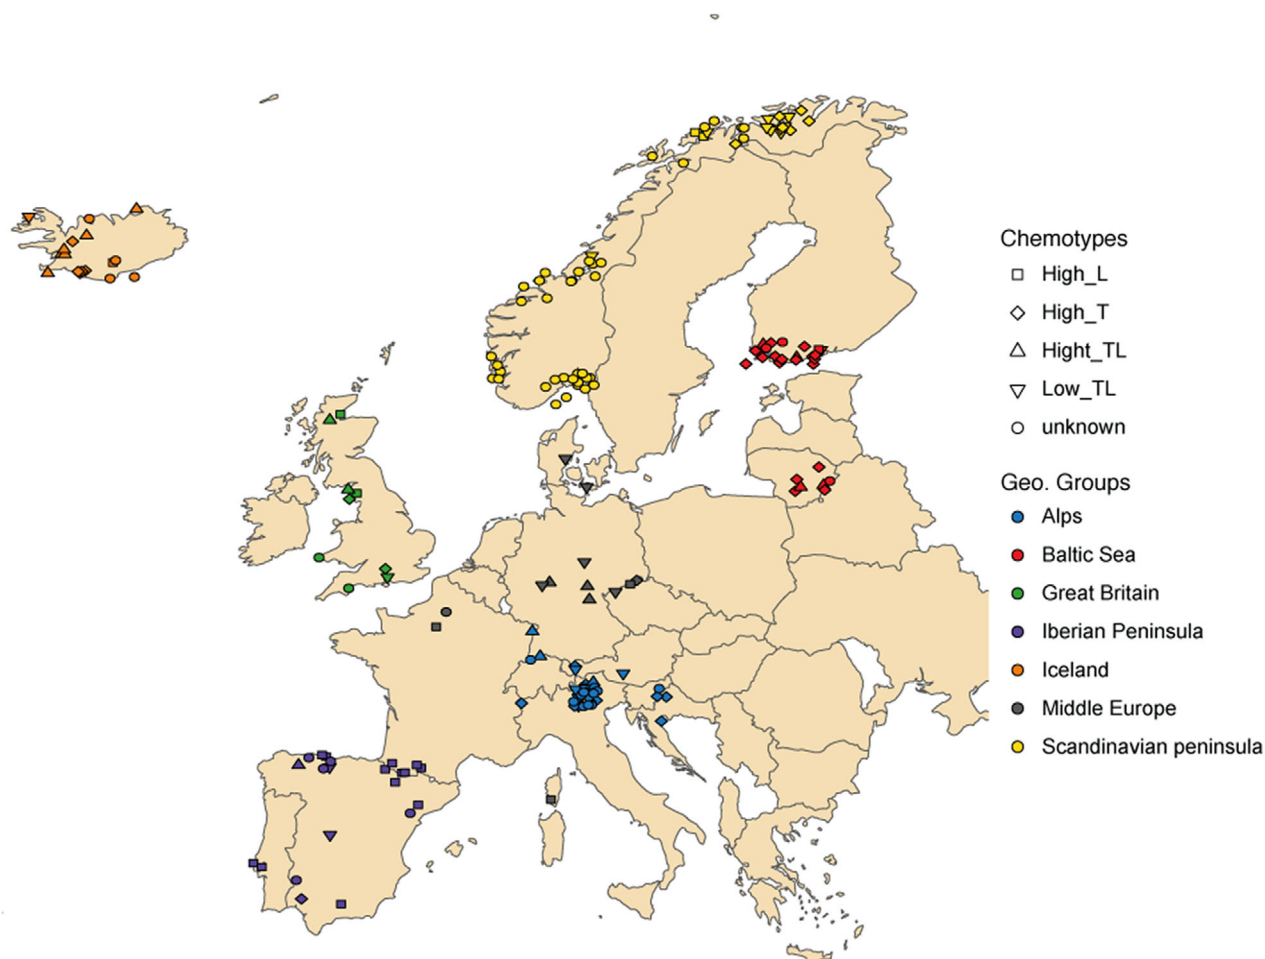 Chemotypes
High_L
High_T
Hight_TL
Low_TL
unknown
Geo. Groups
Alps
Baltic Sea
Great Britain
Iberian Peninsula
Iceland
Middle Europe
Scandinavian peninsula